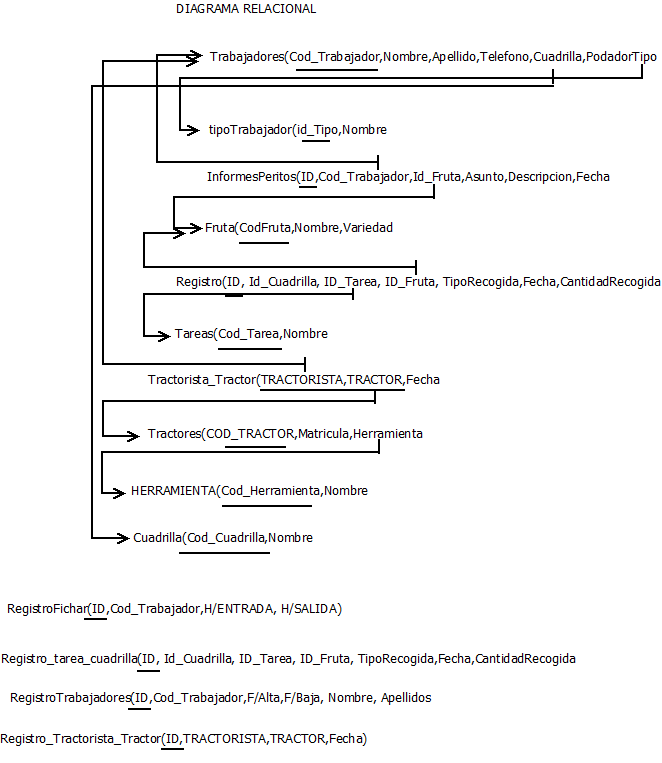 DIAGRAMA RELACIONAL
Trabajadores(Cod_Trabajador,Nombre,Apellido,Telefono,Cuadrilla,PodadorTipo
tipoTrabajador(id_Tipo,Nombre
InformesPeritos(ID,Cod_Trabajador,Id_Fruta,Asunto,Descripcion,Fecha
Fruta(CodFruta,Nombre,Variedad
Registro(ID, Id_Cuadrilla, ID_Tarea, ID_Fruta, TipoRecogida,Fecha,CantidadRecogida
Tareas(Cod_Tarea,Nombre
Tractorista_Tractor(TRACTORISTA,TRACTOR,Fecha
Tractores(COD_TRACTOR,Matricula,Herramienta
HERRAMIENTA(Cod_Herramienta,Nombre
Cuadrilla(Cod_Cuadrilla,Nombre
RegistroFichar(ID,Cod_Trabajador,H/ENTRADA, H/SALIDA)
Registro_tarea_cuadrilla(ID, Id_Cuadrilla, ID_Tarea, ID_Fruta, TipoRecogida,Fecha,CantidadRecogida
RegistroTrabajadores(ID,Cod_Trabajador,F/Alta,F/Baja, Nombre, Apellidos
Registro_Tractorista_Tractor(ID,TRACTORISTA,TRACTOR,Fecha)